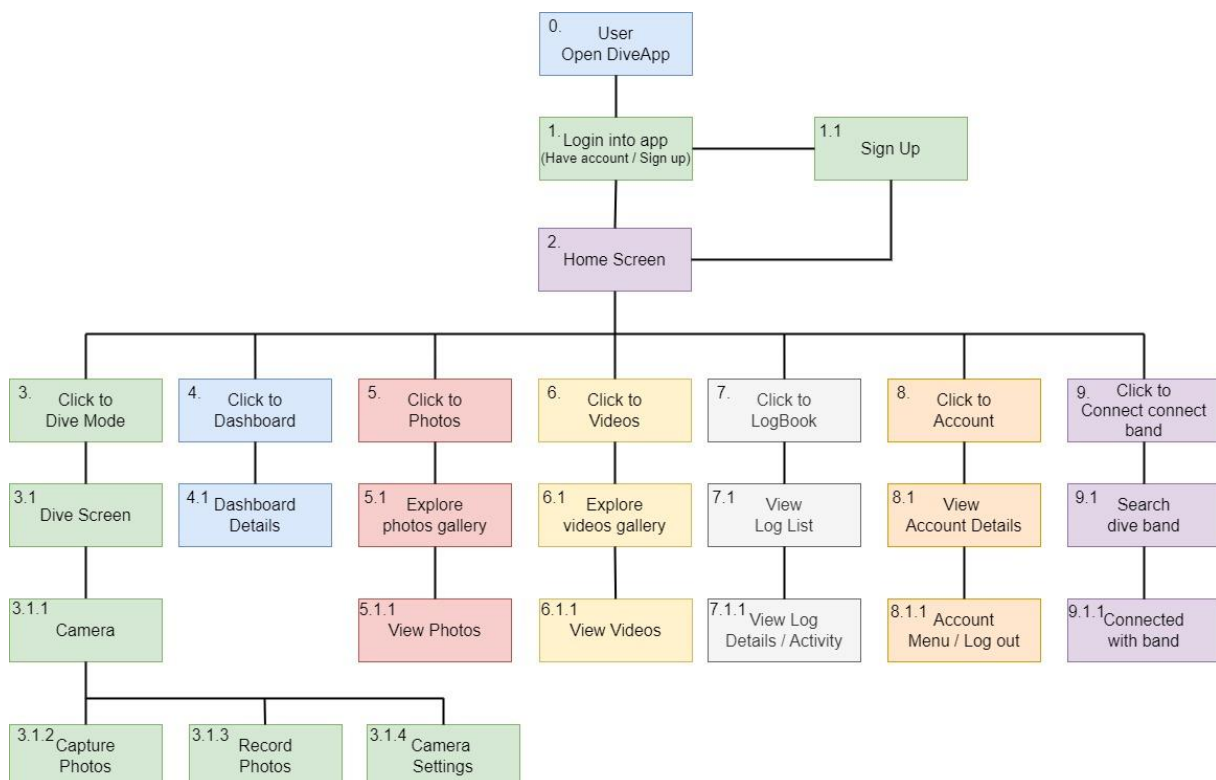 0.
User
Open DiveApp
1.
Login into app
(Have account / Sign up)
1.1
Sign Up
2.
Home Screen
3.
Click to
Dive Mode
4.
Click to
Dashboard
5.
Click to
Photos
6.
Click to
Videos
7.
Click to
LogBook
8.
Click to
Account
9.
Click to
Connect connect
band
3.1
Dive Screen
4.1
Dashboard
Details
5.1
Explore
photos gallery
6.1
Explore
videos gallery
7.1
View
Log List
8.1
View
Account Details
9.1
Search
dive band
3.1.1
Camera
5.1.1
View Photos
6.1.1
View Videos
7.1.1
View Log
Details / Activity
8.1.1
Account
Menu / Log out
9.1.1
Connected
with band
3.1.2
Capture
Photos
3.1.3
Record
Photos
3.1.4
Camera
Settings